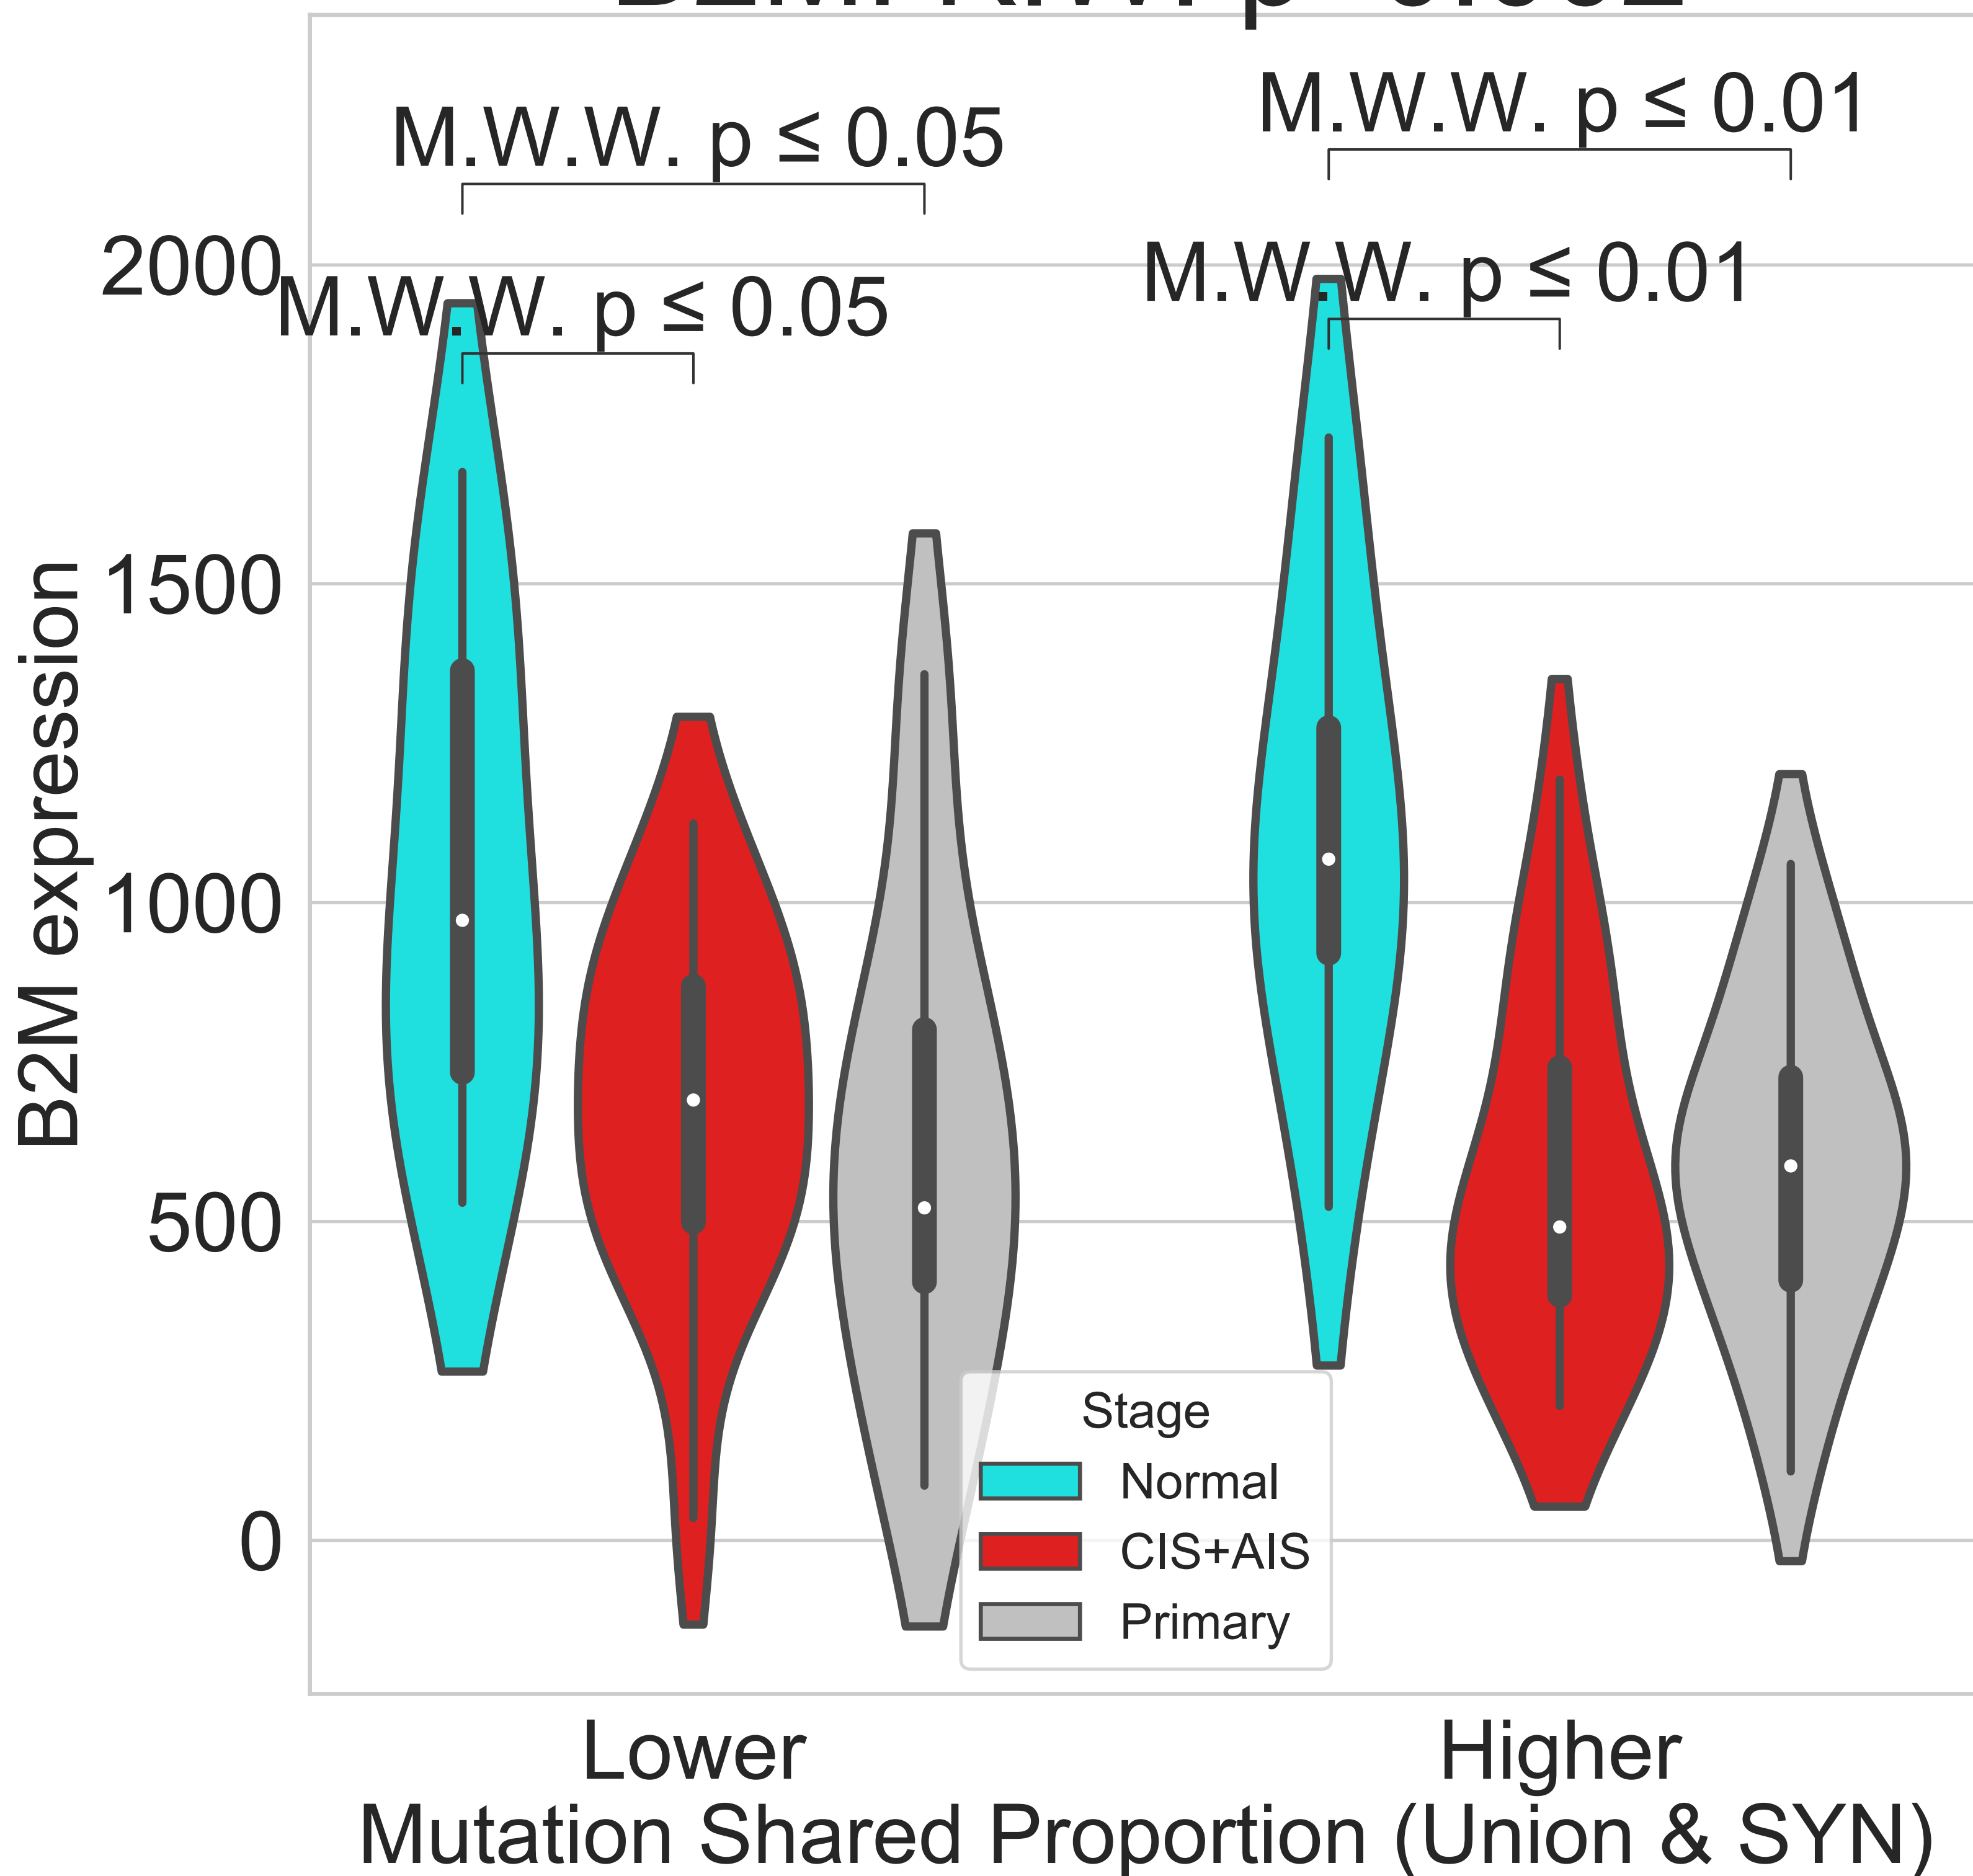 M.W.W. p ≤ 0.05
M.W.W. p ≤ 0.01
M.W.W. p ≤ 0.05
M.W.W. p ≤ 0.01
2000
1500
1000
500
0
B2M expression
Stage
Normal
CIS+AIS
Primary
Lower
Higher
Mutation Shared Proportion (Union & SYN)